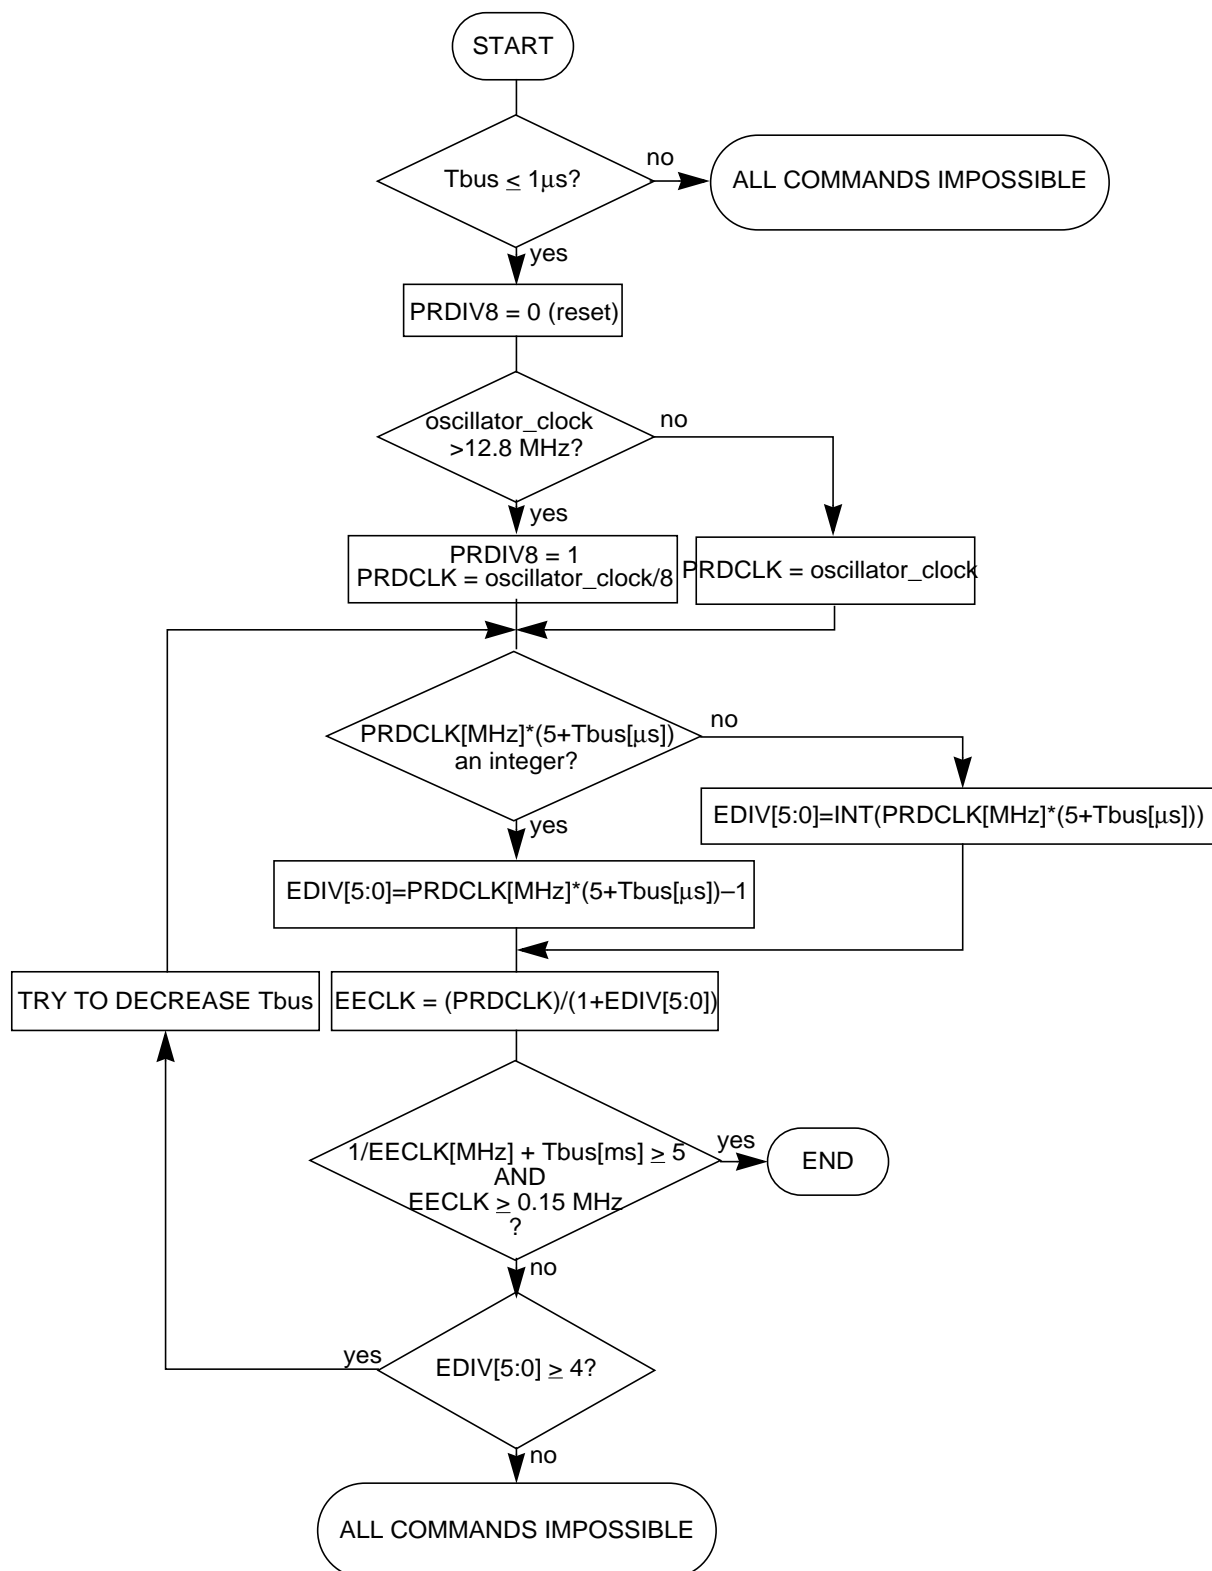 START
Tbus ≤ 1μs?
no
ALL COMMANDS IMPOSSIBLE
yes
PRDIV8 = 0 (reset)
oscillator_clock
>12.8 MHz?
no
yes
PRDIV8 = 1
PRDCLK = oscillator_clock/8
PRDCLK = oscillator_clock
PRDCLK[MHz]*(5+Tbus[μs])
an integer?
no
yes
EDIV[5:0]=INT(PRDCLK[MHz]*(5+Tbus[μs]))
EDIV[5:0]=PRDCLK[MHz]*(5+Tbus[μs])–1
TRY TO DECREASE Tbus
EECLK = (PRDCLK)/(1+EDIV[5:0])
1/EECLK[MHz] + Tbus[ms] ≥ 5
AND
EECLK ≥ 0.15 MHz
?
yes
END
no
EDIV[5:0] ≥ 4?
yes
no
ALL COMMANDS IMPOSSIBLE